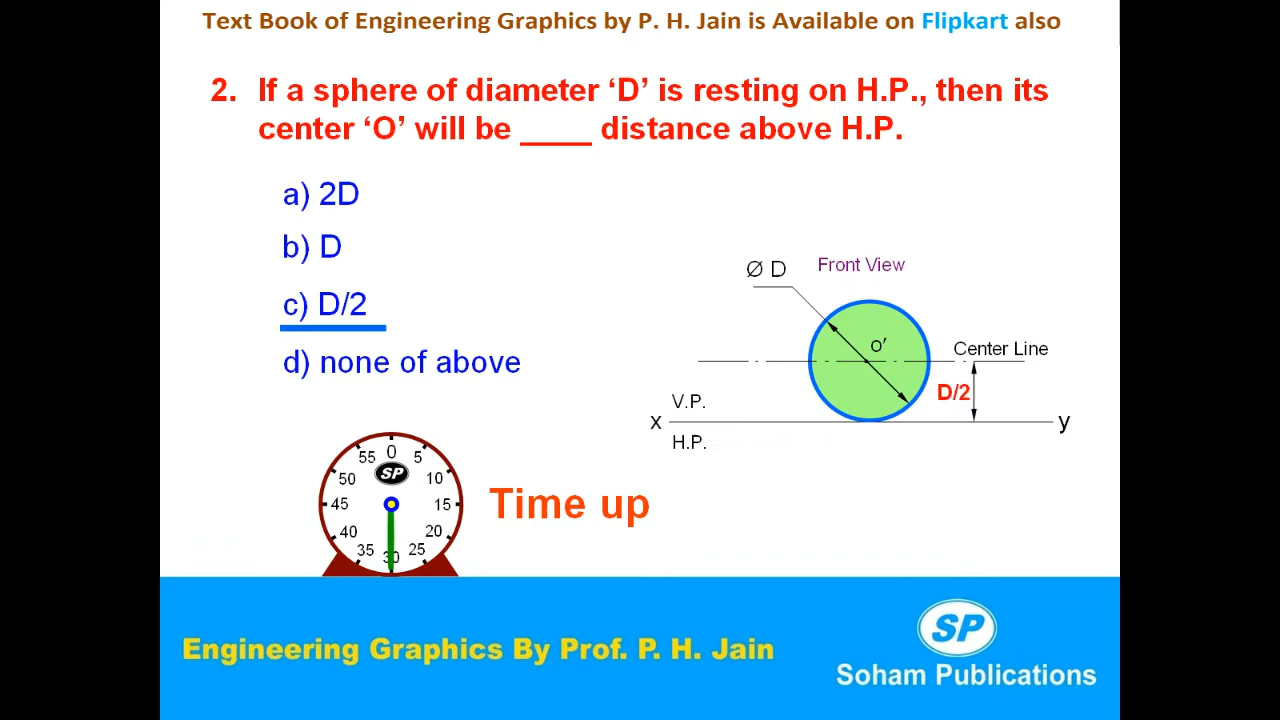 Text Book of Engineering Graphics by P. H. Jain is Available on Flipkart also
2. If a sphere of diameter ‘D’ is resting on H.P., then its
center ‘O’ will be ____ distance above H.P.
a) 2D
b) D
c) D/2
d) none of above
Ø D
Front View
o′
Center Line
D/2
V.P.
x
y
H.P.
0
5
10
15
20
25
30
35
40
45
50
55
SP
Time up
Engineering Graphics By Prof. P. H. Jain
SP
Soham Publications